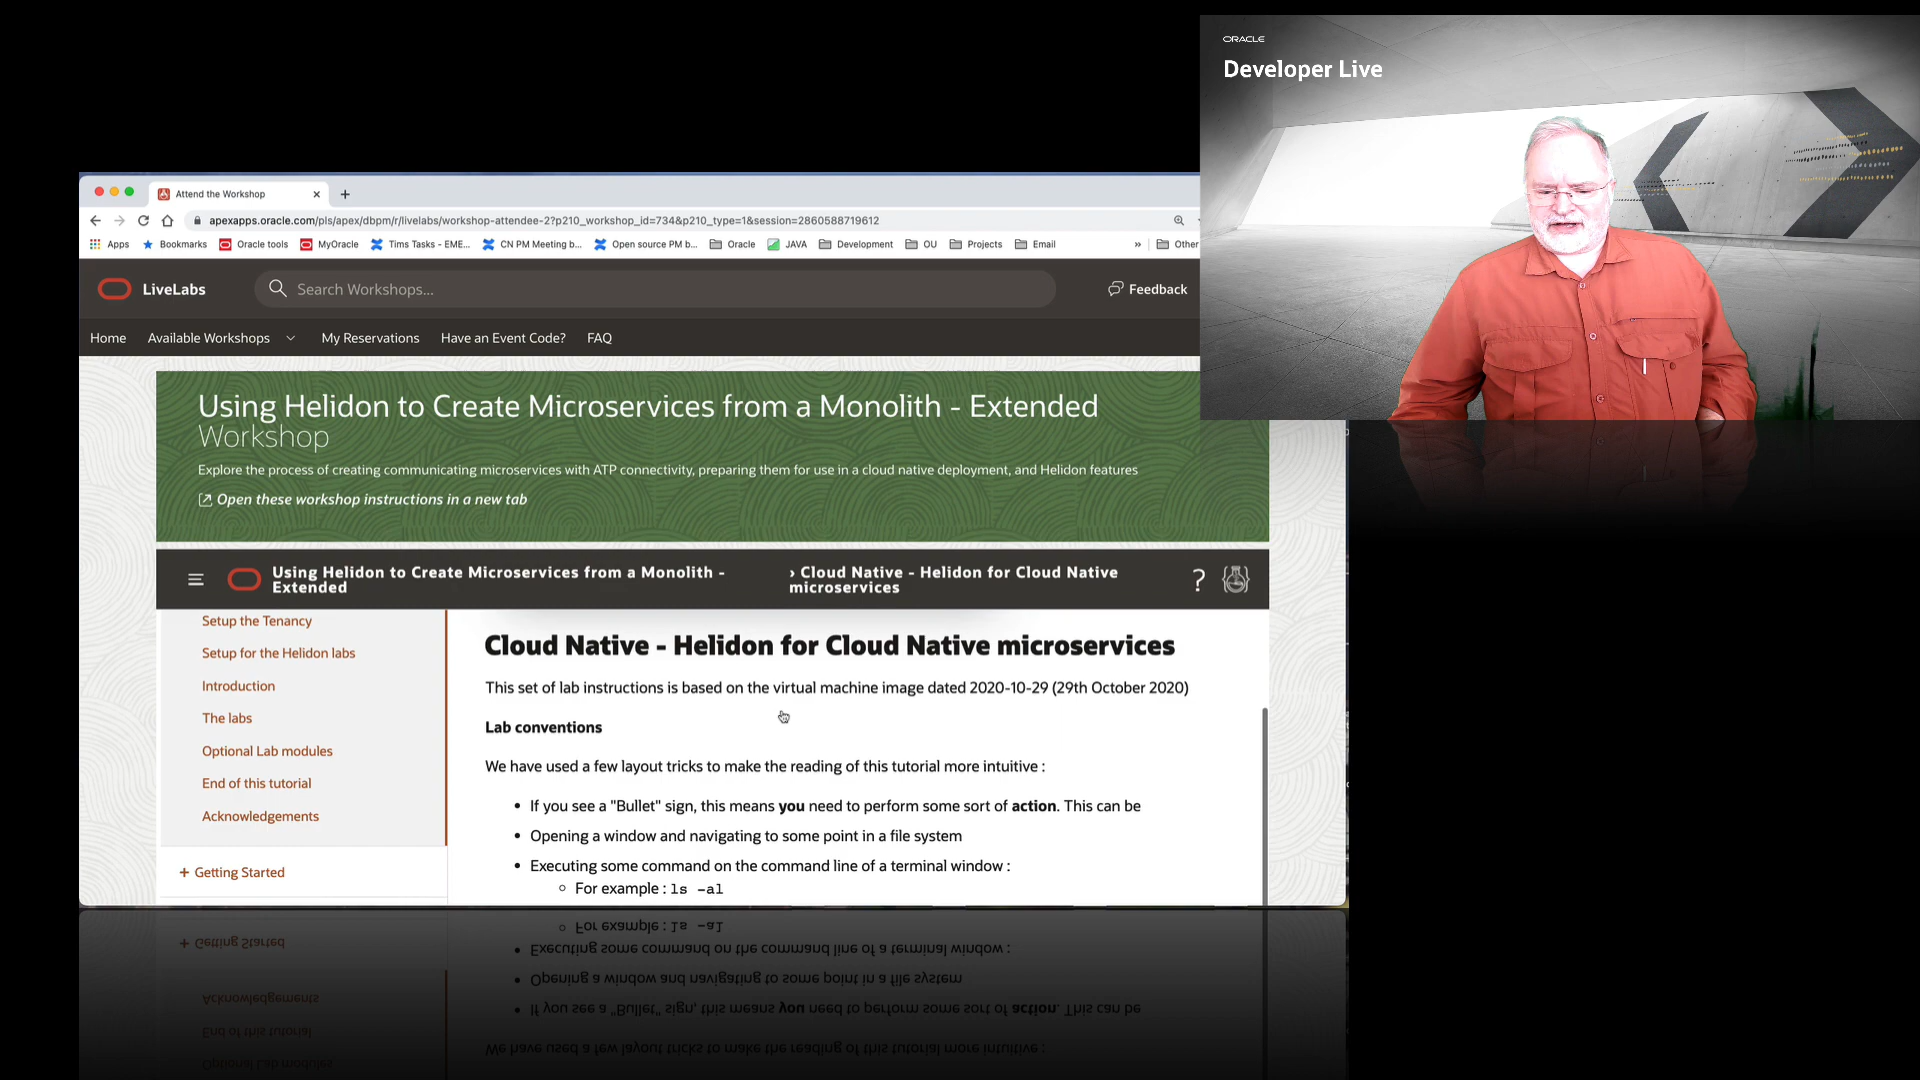 ORACLE
Developer Live
Attend the Workshop
apexapps.oracle.com/pls/apex/dbpm/r/livelabs/workshop-attendee-2?p210_workshop_id=734&p210_type=1&session=2860588719612
Apps Bookmarks Oracle tools MyOracle Tims Tasks - EME... CN PM Meeting b... Open source PM b... Oracle JAVA Development OU Projects Email » Other
LiveLabs Search Workshops... Feedback
Home Available Workshops My Reservations Have an Event Code? FAQ
Using Helidon to Create Microservices from a Monolith - Extended
Workshop
Explore the process of creating communicating microservices with ATP connectivity, preparing them for use in a cloud native deployment, and Helidon features
Open these workshop instructions in a new tab
Using Helidon to Create Microservices from a Monolith -
Extended
› Cloud Native - Helidon for Cloud Native
microservices
?
Setup the Tenancy
Setup for the Helidon labs
Introduction
The labs
Optional Lab modules
End of this tutorial
Acknowledgements
+ Getting Started
Cloud Native - Helidon for Cloud Native microservices
This set of lab instructions is based on the virtual machine image dated 2020-10-29 (29th October 2020)
Lab conventions
We have used a few layout tricks to make the reading of this tutorial more intuitive :
• If you see a "Bullet" sign, this means you need to perform some sort of action. This can be
• Opening a window and navigating to some point in a file system
• Executing some command on the command line of a terminal window :
○ For example : ls -al